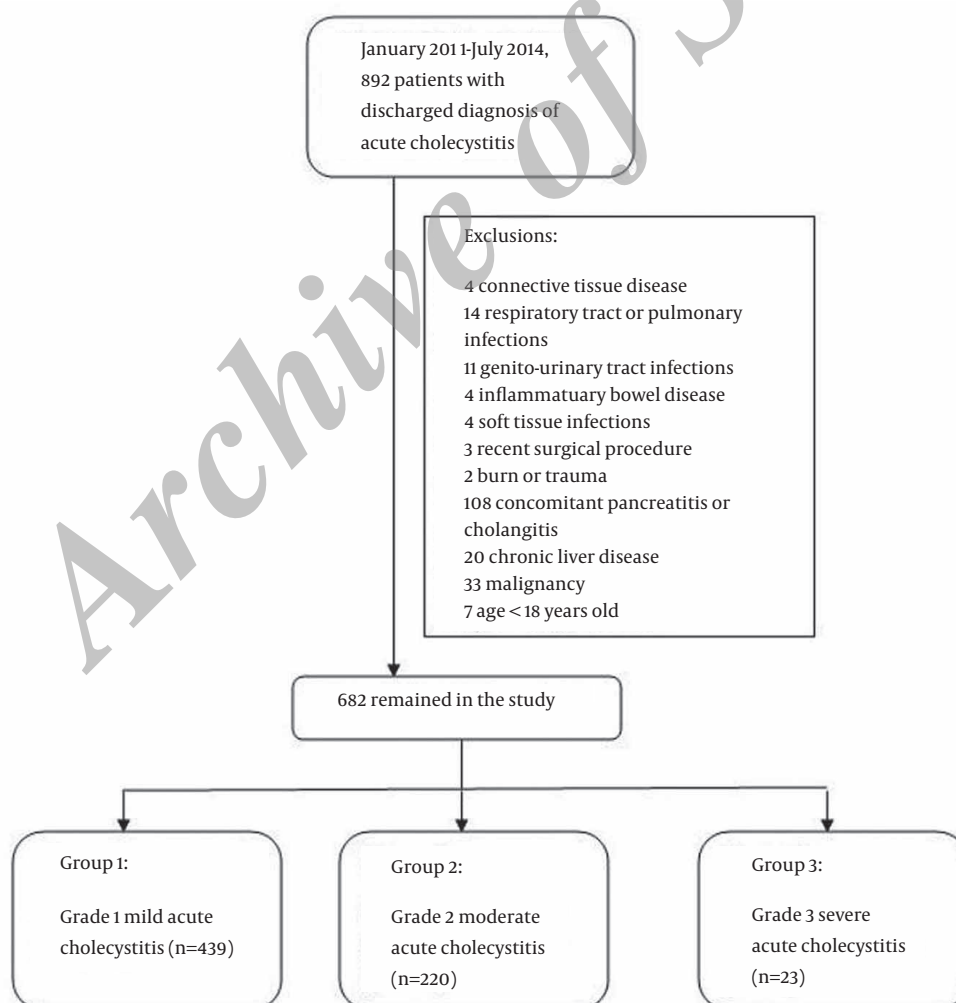 January 2011-July 2014,
892 patients with
discharged diagnosis of
acute cholecystitis
Exclusions:
4 connective tissue disease
14 respiratory tract or pulmonary
infections
11 genito-urinary tract infections
4 inflammatuary bowel disease
4 soft tissue infections
3 recent surgical procedure
2 burn or trauma
108 concomitant pancreatitis or
cholangitis
20 chronic liver disease
33 malignancy
7 age < 18 years old
682 remained in the study
Group 1:
Grade 1 mild acute
cholecystitis (n=439)
Group 2:
Grade 2 moderate
acute cholecystitis
(n=220)
Group 3:
Grade 3 severe
acute cholecystitis
(n=23)
Archive of